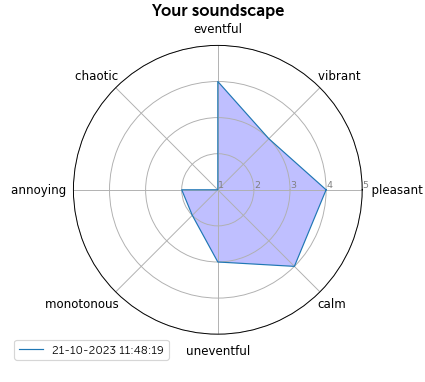 Your soundscape
eventful
chaotic
vibrant
annoying
1 2 3 4 5
pleasant
monotonous
calm
21-10-2023 11:48:19
uneventful